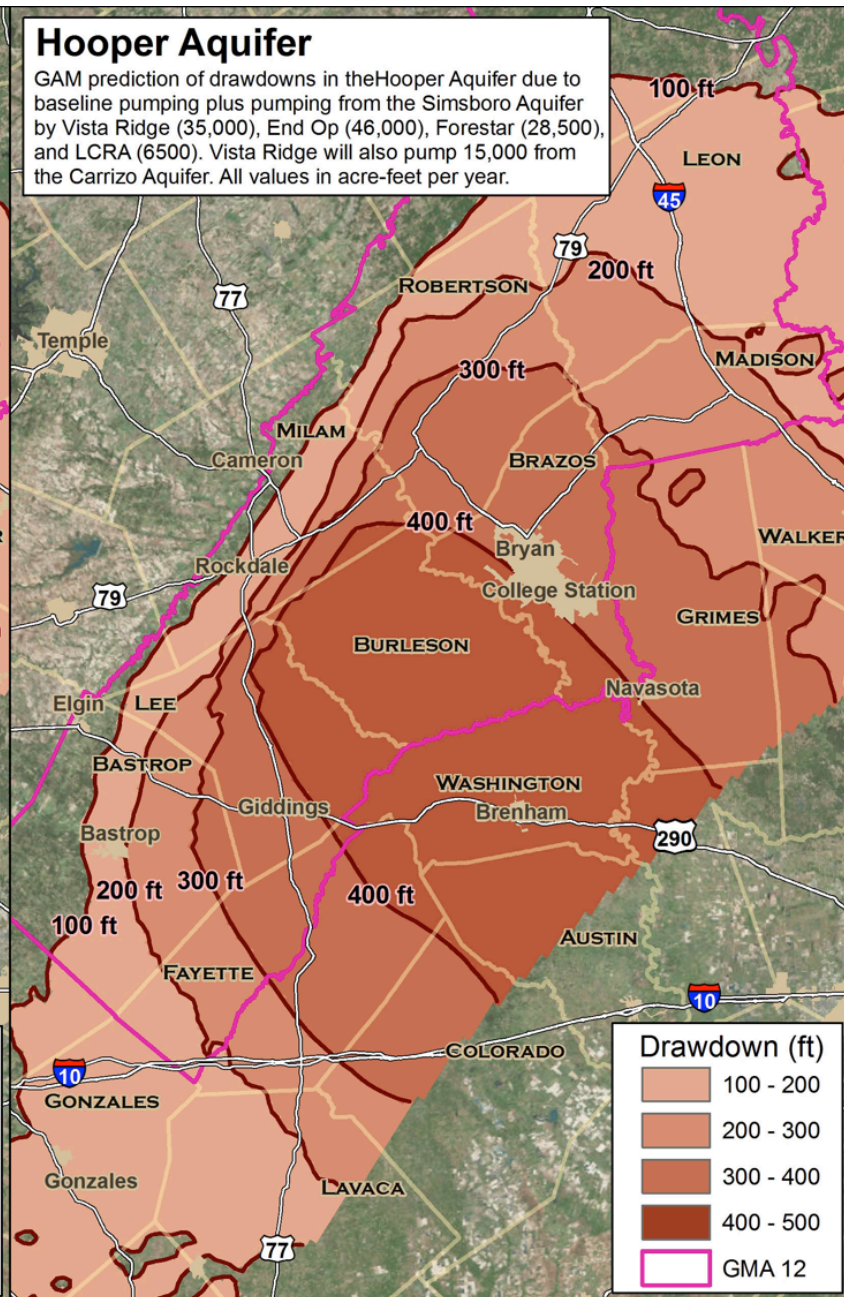 Hooper Aquifer
GAM prediction of drawdowns in theHooper Aquifer due to
baseline pumping plus pumping from the Simsboro Aquifer
by Vista Ridge (35,000), End Op (46,000), Forestar (28,500),
and LCRA (6500). Vista Ridge will also pump 15,000 from
the Carrizo Aquifer. All values in acre-feet per year.
100 ft
LEON
45
79
200 ft
ROBERTSON
77
Temple
MADISON
300 ft
MILAM
Cameron
BRAZOS
400 ft
WALKER
Bryan
Rockdale
College Station
79
GRIMES
BURLESON
Navasota
Elgin
LEE
BASTROP
WASHINGTON
Giddings
Brenham
Bastrop
290
200 ft
300 ft
400 ft
100 ft
AUSTIN
FAYETTE
10
COLORADO
10
GONZALES
Gonzales
LAVACA
77
Drawdown (ft)
100 - 200
200 - 300
300 - 400
400 - 500
GMA 12